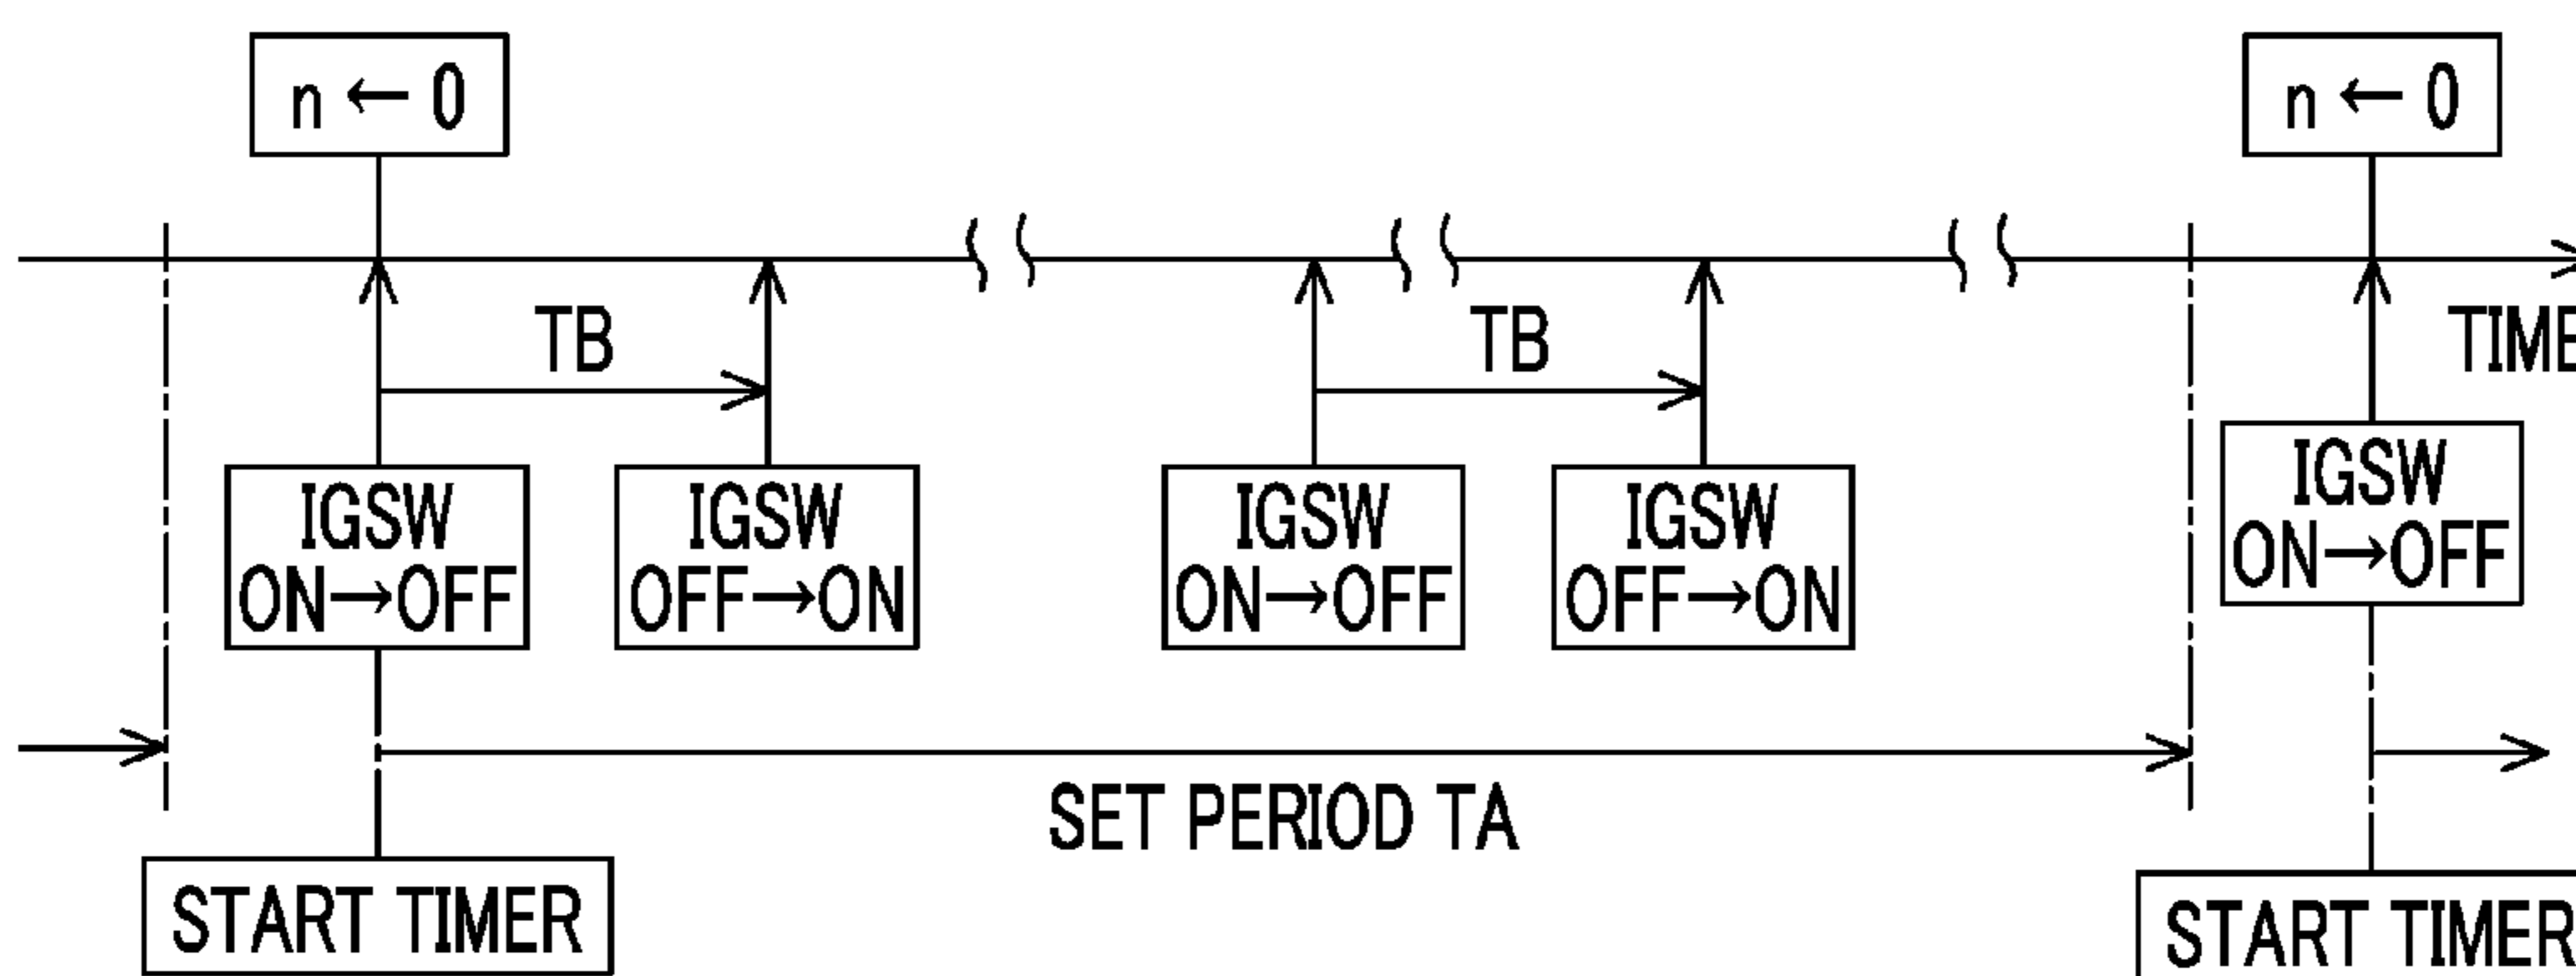 n ← 0
n ← 0
TB
TB
TIME
IGSW
ON→OFF
IGSW
OFF→ON
IGSW
ON→OFF
IGSW
OFF→ON
IGSW
ON→OFF
SET PERIOD TA
START TIMER
START TIMER